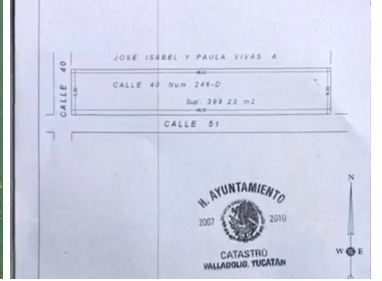 JOSE ISABEL Y PAULA VIVAS A
CALLE 40
CALLE 40 Num. 246-D
Sup. 399.23 m2
CALLE 51
H. AYUNTAMIENTO
2007 2010
CATASTRO
VALLADOLID, YUCATAN
N
W E